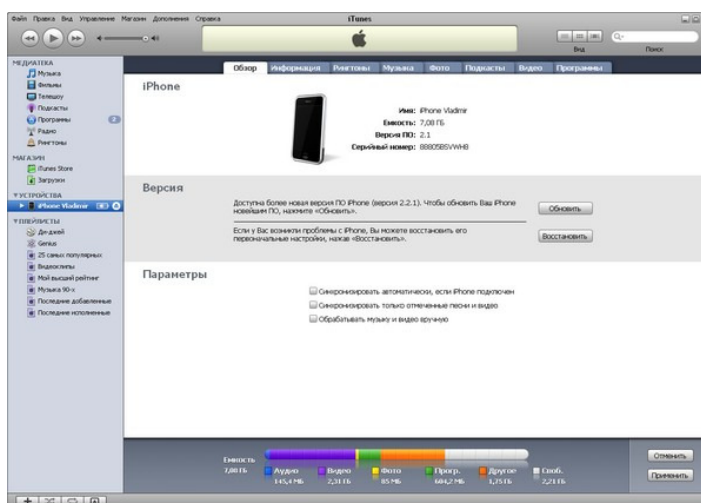 Файл Правка Вид Управление Магазин Дополнения Справка
iTunes
Вид
Поиск
МЕДИАТЕКА
Музыка
Фильмы
Телешоу
Подкасты
Программы 2
Радио
Рингтоны
МАГАЗИН
iTunes Store
Загрузки
УСТРОЙСТВА
iPhone Vladimir
ПЛЕЙЛИСТЫ
Ди-джей
Genius
25 самых популярных
Видеоклипы
Мой высший рейтинг
Музыка 90-х
Последние добавленные
Последние исполненные
Обзор Информация Рингтоны Музыка Фото Подкасты Видео Программы
iPhone
Имя: iPhone Vladimir
Емкость: 7,08 ГБ
Версия ПО: 2.1
Серийный номер: 88805BSVWH8
Версия
Доступна более новая версия ПО iPhone (версия 2.2.1). Чтобы обновить Ваш iPhone
новейшим ПО, нажмите «Обновить».
Обновить
Если у Вас возникли проблемы с iPhone, Вы можете восстановить его
первоначальные настройки, нажав «Восстановить».
Восстановить
Параметры
Синхронизировать автоматически, если iPhone подключен
Синхронизировать только отмеченные песни и видео
Обрабатывать музыку и видео вручную
Емкость
7,08 ГБ
Аудио Видео Фото Прогр. Другое Своб.
145,4 МБ 2,31 ГБ 85 МБ 604,2 МБ 1,75 ГБ 2,21 ГБ
Отменить
Применить